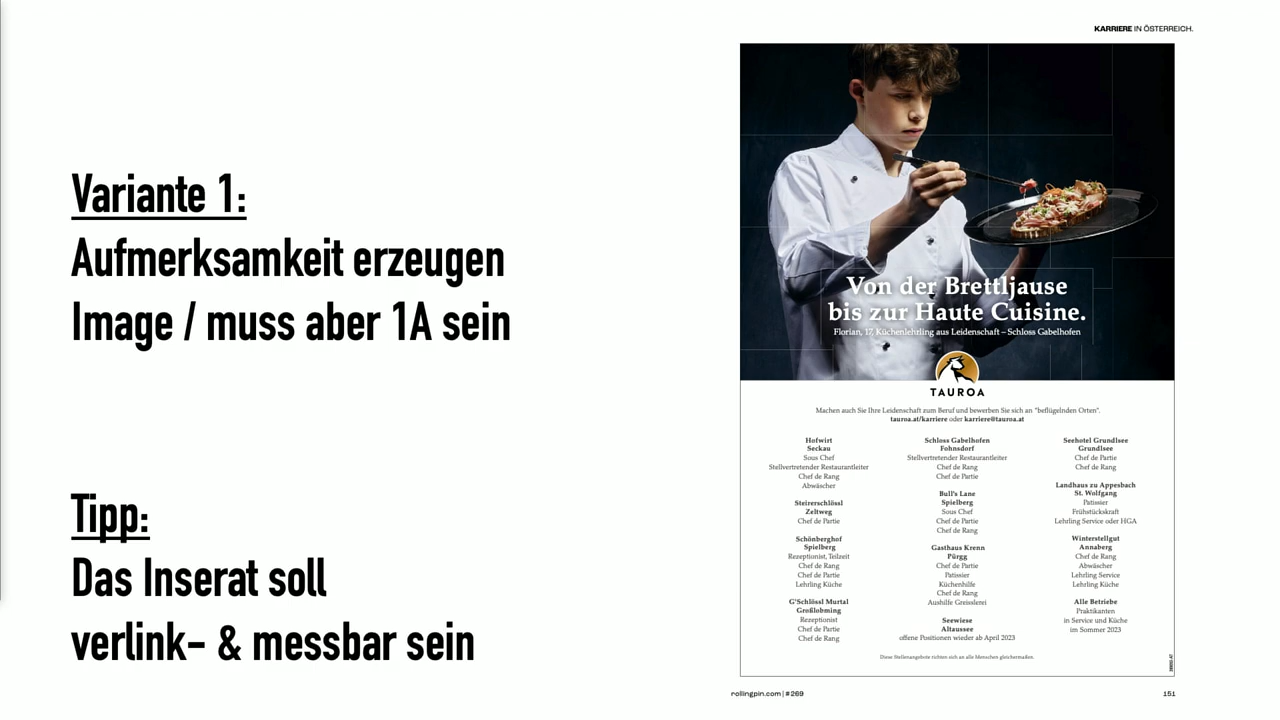 Variante 1:
Aufmerksamkeit erzeugen
Image / muss aber 1A sein
Tipp:
Das Inserat soll
verlink- & messbar sein
KARRIERE IN ÖSTERREICH.
Von der Brettljause
bis zur Haute Cuisine.
Florian, 17, Küchenlehrling aus Leidenschaft – Schloss Gabelhofen
TAUROA
Machen auch Sie Ihre Leidenschaft zum Beruf und bewerben Sie sich an "beflügelnden Orten".
tauroa.at/karriere oder karriere@tauroa.at
Hofwirt
Seckau
Sous Chef
Stellvertretender Restaurantleiter
Chef de Rang
Abwäscher
Steirerschlössl
Zeltweg
Chef de Partie
Schönberghof
Spielberg
Rezeptionist, Teilzeit
Chef de Rang
Chef de Partie
Lehrling Küche
G'Schlössl Murtal
Großlobming
Rezeptionist
Chef de Partie
Chef de Rang
Schloss Gabelhofen
Fohnsdorf
Stellvertretender Restaurantleiter
Chef de Rang
Chef de Partie
Bull's Lane
Spielberg
Sous Chef
Chef de Partie
Chef de Rang
Gasthaus Krenn
Pürgg
Chef de Partie
Patissier
Küchenhilfe
Chef de Rang
Aushilfe Greisslerei
Seewiese
Altaussee
offene Positionen wieder ab April 2023
Seehotel Grundlsee
Grundlsee
Chef de Partie
Chef de Rang
Landhaus zu Appesbach
St. Wolfgang
Patissier
Frühstückskraft
Lehrling Service oder HGA
Winterstellgut
Annaberg
Chef de Rang
Abwäscher
Lehrling Service
Lehrling Küche
Alle Betriebe
Praktikanten
in Service und Küche
im Sommer 2023
Diese Stellenangebote richten sich an alle Menschen gleichermaßen.
rollingpin.com | #269
151